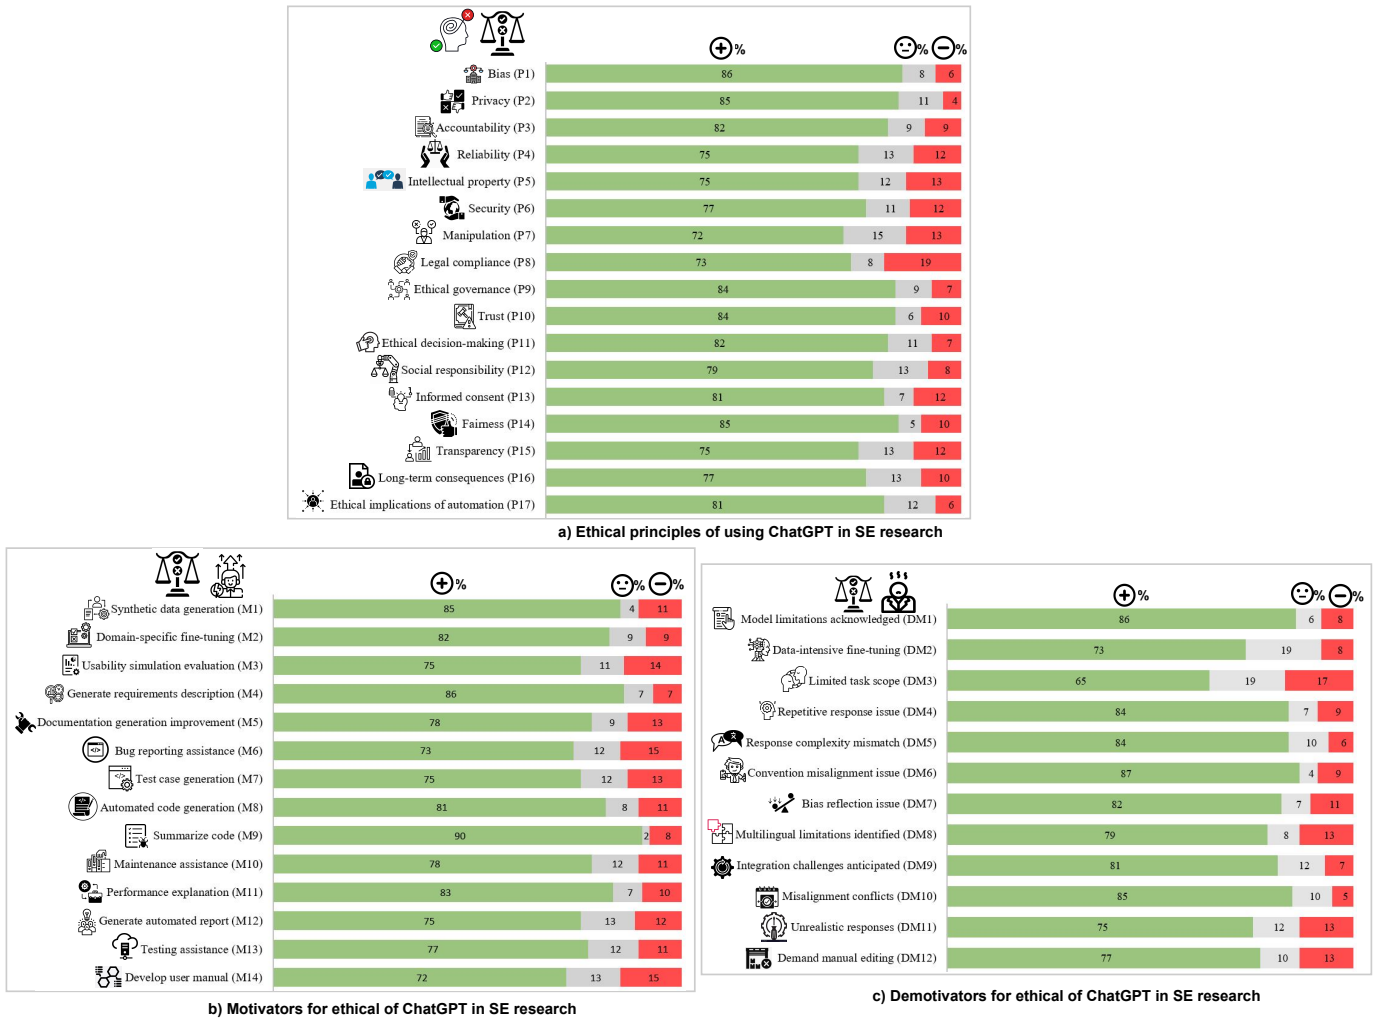 % % %
Bias (P1) 86 8 6
Privacy (P2) 85 11 4
Accountability (P3) 82 9 9
Reliability (P4) 75 13 12
Intellectual property (P5) 75 12 13
Security (P6) 77 11 12
Manipulation (P7) 72 15 13
Legal compliance (P8) 73 8 19
Ethical governance (P9) 84 9 7
Trust (P10) 84 6 10
Ethical decision-making (P11) 82 11 7
Social responsibility (P12) 79 13 8
Informed consent (P13) 81 7 12
Fairness (P14) 85 5 10
Transparency (P15) 75 13 12
Long-term consequences (P16) 77 13 10
Ethical implications of automation (P17) 81 12 6
a) Ethical principles of using ChatGPT in SE research
% % %
Synthetic data generation (M1) 85 4 11
Domain-specific fine-tuning (M2) 82 9 9
Usability simulation evaluation (M3) 75 11 14
Generate requirements description (M4) 86 7 7
Documentation generation improvement (M5) 78 9 13
Bug reporting assistance (M6) 73 12 15
Test case generation (M7) 75 12 13
Automated code generation (M8) 81 8 11
Summarize code (M9) 90 2 8
Maintenance assistance (M10) 78 12 11
Performance explanation (M11) 83 7 10
Generate automated report (M12) 75 13 12
Testing assistance (M13) 77 12 11
Develop user manual (M14) 72 13 15
b) Motivators for ethical of ChatGPT in SE research
% % %
Model limitations acknowledged (DM1) 86 6 8
Data-intensive fine-tuning (DM2) 73 19 8
Limited task scope (DM3) 65 19 17
Repetitive response issue (DM4) 84 7 9
Response complexity mismatch (DM5) 84 10 6
Convention misalignment issue (DM6) 87 4 9
Bias reflection issue (DM7) 82 7 11
Multilingual limitations identified (DM8) 79 8 13
Integration challenges anticipated (DM9) 81 12 7
Misalignment conflicts (DM10) 85 10 5
Unrealistic responses (DM11) 75 12 13
Demand manual editing (DM12) 77 10 13
c) Demotivators for ethical of ChatGPT in SE research